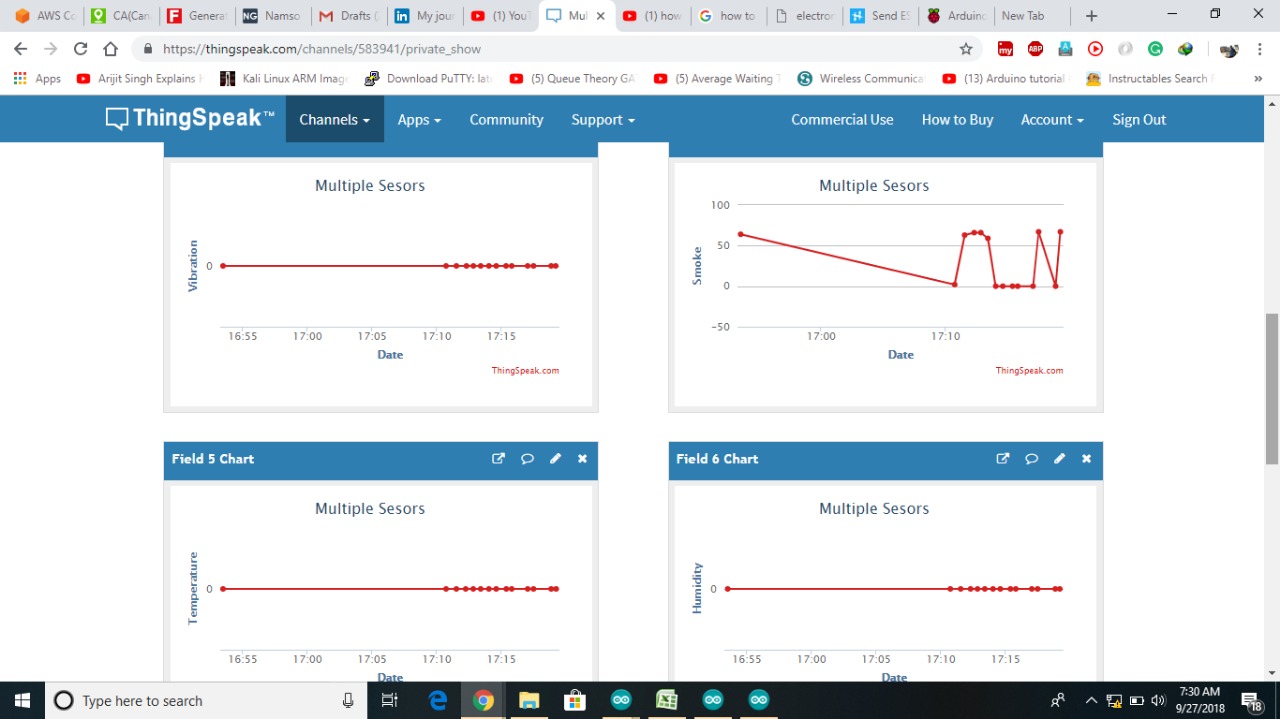 AWS Co CA(Can Generat Namso Drafts ( My jour (1) YouT Mul (1) how how to electron Send ES Arduino New Tab
https://thingspeak.com/channels/583941/private_show
Apps Arijit Singh Explains Kali Linux ARM Imag Download PuTTY: late (5) Queue Theory GA (5) Average Waiting T Wireless Communica (13) Arduino tutorial Instructables Search
ThingSpeak™ Channels Apps Community Support Commercial Use How to Buy Account Sign Out
Multiple Sesors
Vibration
0
16:55 17:00 17:05 17:10 17:15
Date
ThingSpeak.com
Multiple Sesors
Smoke
100
50
0
−50
17:00 17:10
Date
ThingSpeak.com
Field 5 Chart
Multiple Sesors
Temperature
0
16:55 17:00 17:05 17:10 17:15
Date
Field 6 Chart
Multiple Sesors
Humidity
0
16:55 17:00 17:05 17:10 17:15
Date
Type here to search
7:30 AM
9/27/2018
18